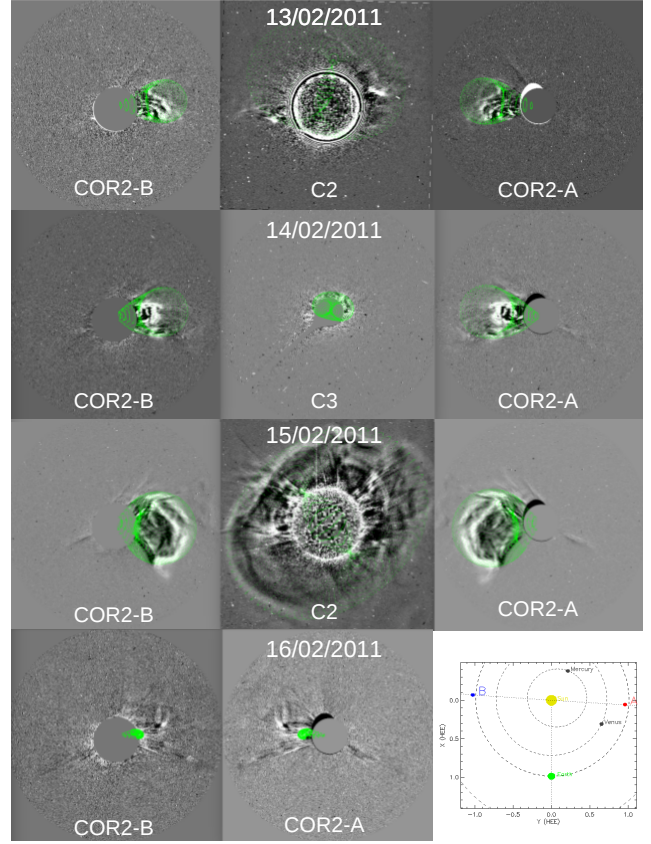 13/02/2011
COR2-B
C2
COR2-A
14/02/2011
COR2-B
C3
COR2-A
15/02/2011
COR2-B
C2
COR2-A
16/02/2011
COR2-B
COR2-A
Mercury
B
Sun
A
Venus
Earth
0.0
0.5
1.0
X (HEE)
-1.0 -0.5 0.0 0.5 1.0
Y (HEE)